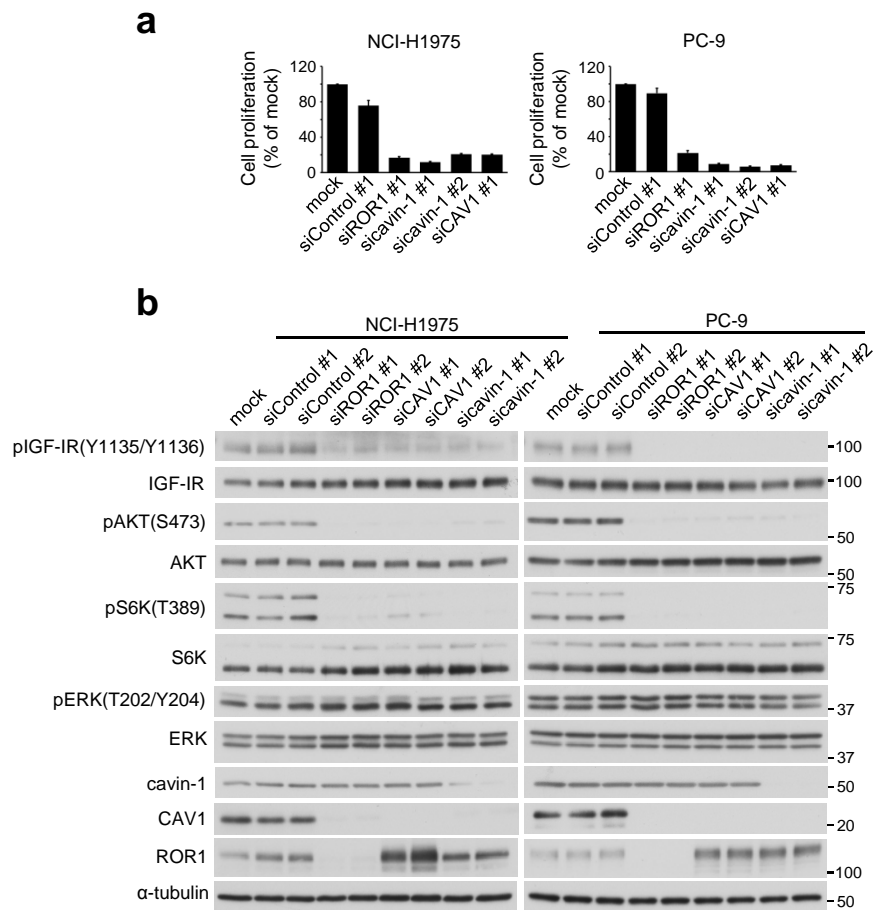 a
NCI-H1975
PC-9
Cell proliferation
(% of mock)
120
80
40
0
mock
siControl #1
siROR1 #1
sicavin-1 #1
sicavin-1 #2
siCAV1 #1
Cell proliferation
(% of mock)
120
80
40
0
mock
siControl #1
siROR1 #1
sicavin-1 #1
sicavin-1 #2
siCAV1 #1
b
NCI-H1975
PC-9
mock
siControl #1
siControl #2
siROR1 #1
siROR1 #2
siCAV1 #1
siCAV1 #2
sicavin-1 #1
sicavin-1 #2
mock
siControl #1
siControl #2
siROR1 #1
siROR1 #2
siCAV1 #1
siCAV1 #2
sicavin-1 #1
sicavin-1 #2
pIGF-IR(Y1135/Y1136)
100
IGF-IR
100
pAKT(S473)
50
AKT
50
75
pS6K(T389)
75
S6K
pERK(T202/Y204)
37
ERK
37
cavin-1
50
CAV1
20
ROR1
100
α-tubulin
50